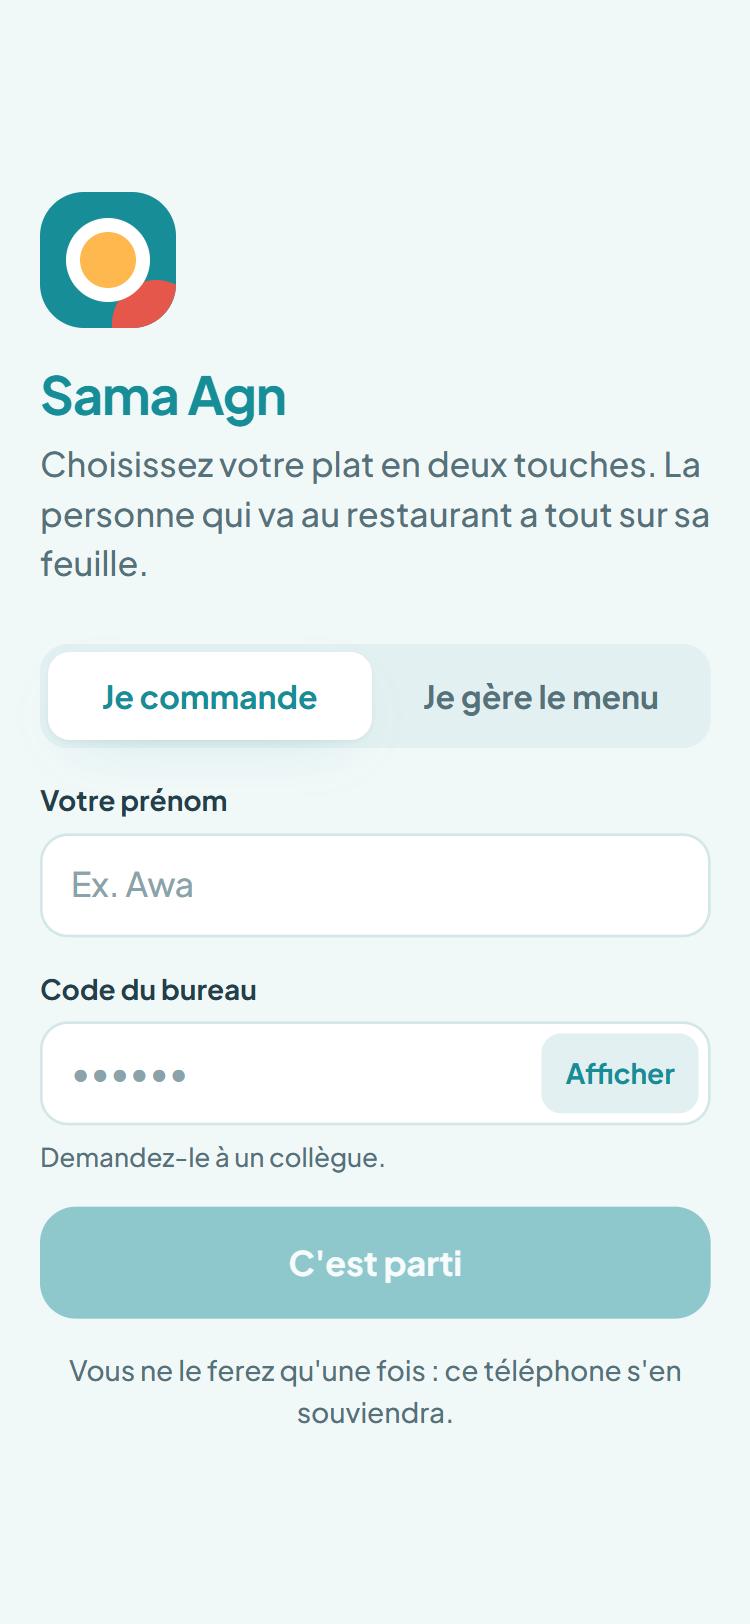 Sama Agn
Choisissez votre plat en deux touches. La
personne qui va au restaurant a tout sur sa
feuille.
Je commande
Je gère le menu
Votre prénom
Ex. Awa
Code du bureau
••••••
Afficher
Demandez-le à un collègue.
C'est parti
Vous ne le ferez qu'une fois : ce téléphone s'en
souviendra.